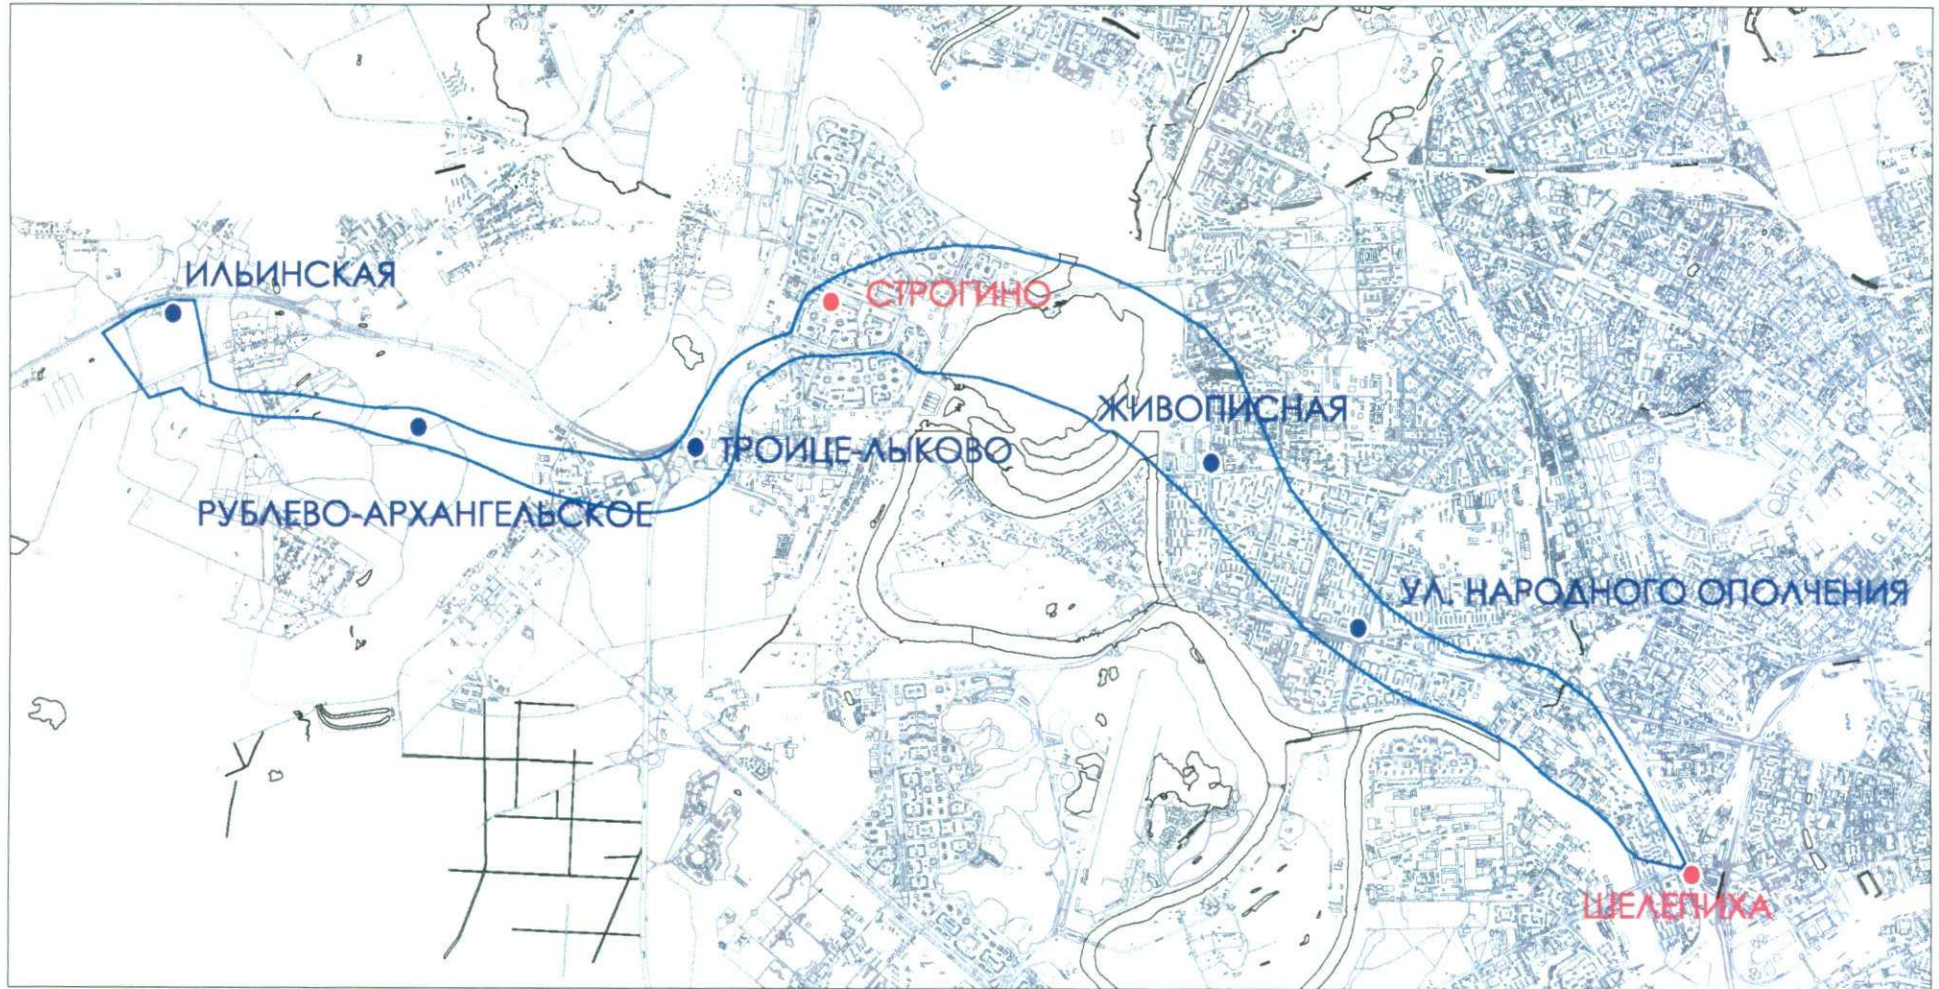 ИЛЬИНСКАЯ
СТРОГИНО
ЖИВОПИСНАЯ
ТРОИЦЕ-ЛЫКОВО
РУБЛЕВО-АРХАНГЕЛЬСКОЕ
УЛ. НАРОДНОГО ОПОЛЧЕНИЯ
ШЕЛЕПИХА